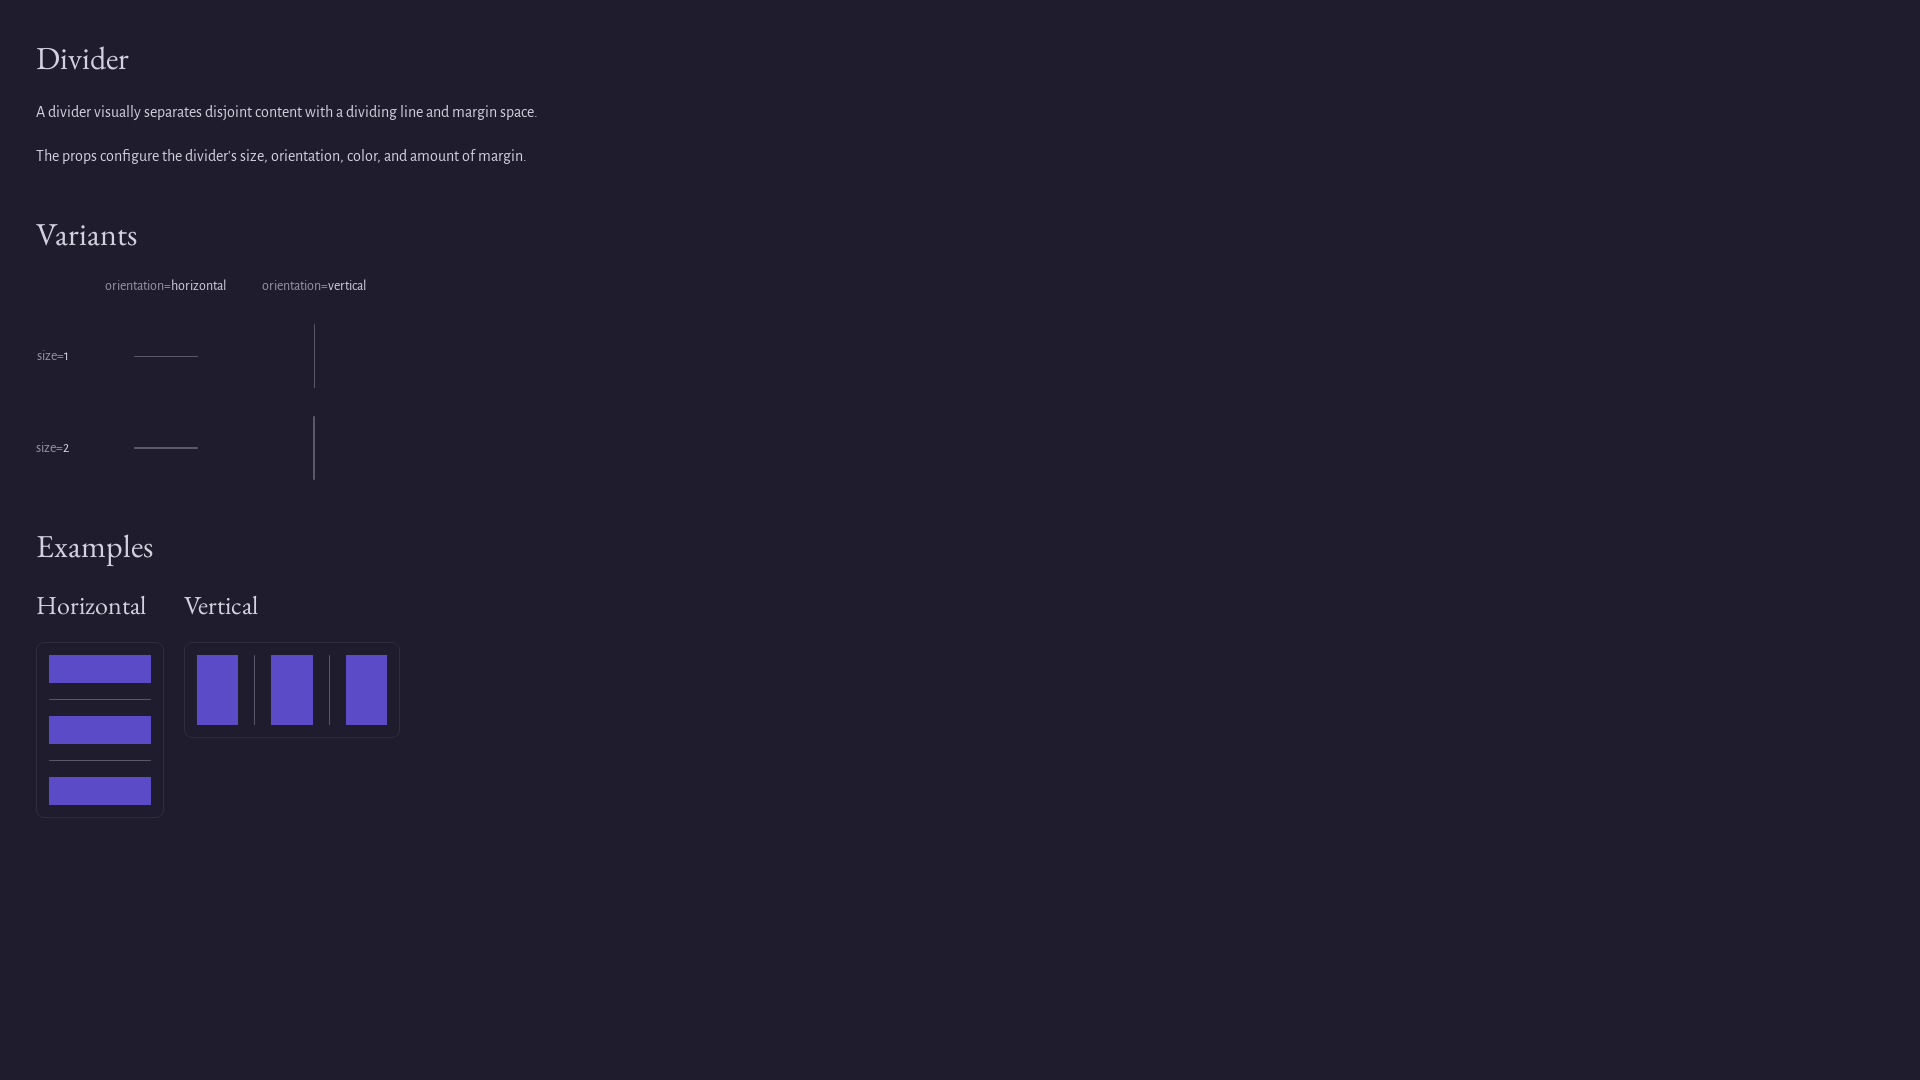 Divider
A divider visually separates disjoint content with a dividing line and margin space.
The props configure the divider's size, orientation, color, and amount of margin.
Variants
orientation=horizontal orientation=vertical
size=1
size=2
Examples
Horizontal Vertical